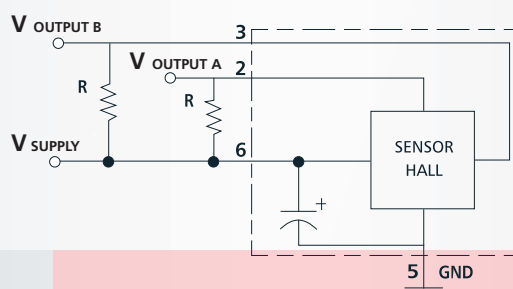 V OUTPUT B
3
V OUTPUT A
2
R
R
V SUPPLY
6
SENSOR
HALL
+
5 GND